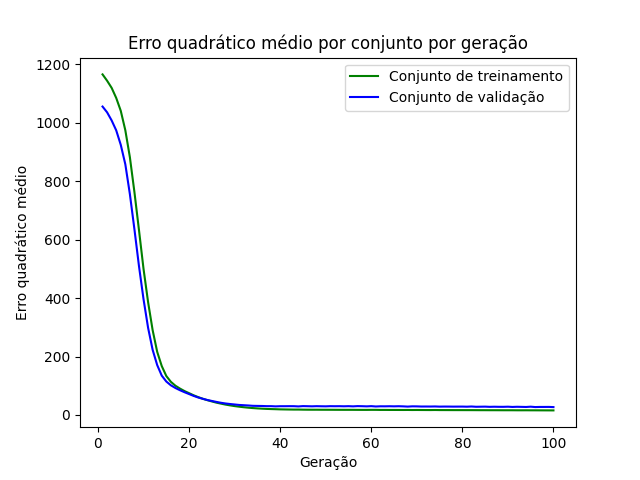 Erro quadrático médio por conjunto por geração
Conjunto de treinamento
Conjunto de validação
1200
1000
800
600
400
200
0
Erro quadrático médio
0 20 40 60 80 100
Geração